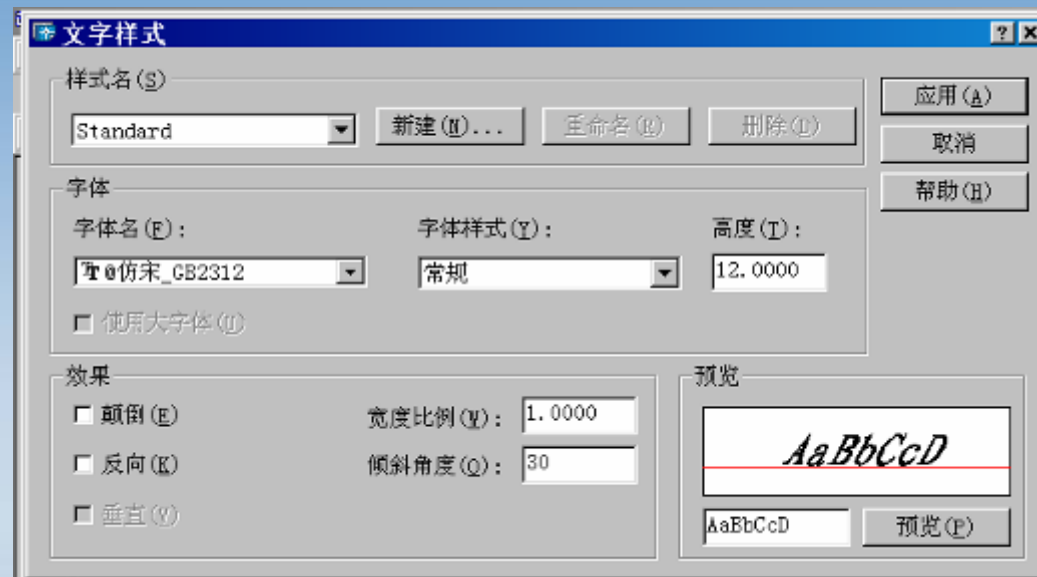 文字样式
样式名(S)
Standard 新建(N)... 重命名(R) 删除(D) 应用(A)
取消
字体 帮助(H)
字体名(F): 字体样式(Y): 高度(T):
@仿宋_GB2312 常规 12.0000
使用大字体(U)
效果 预览
颠倒(E) 宽度比例(W): 1.0000
AaBbCcD
反向(K) 倾斜角度(O): 30
垂直(V) AaBbCcD 预览(P)